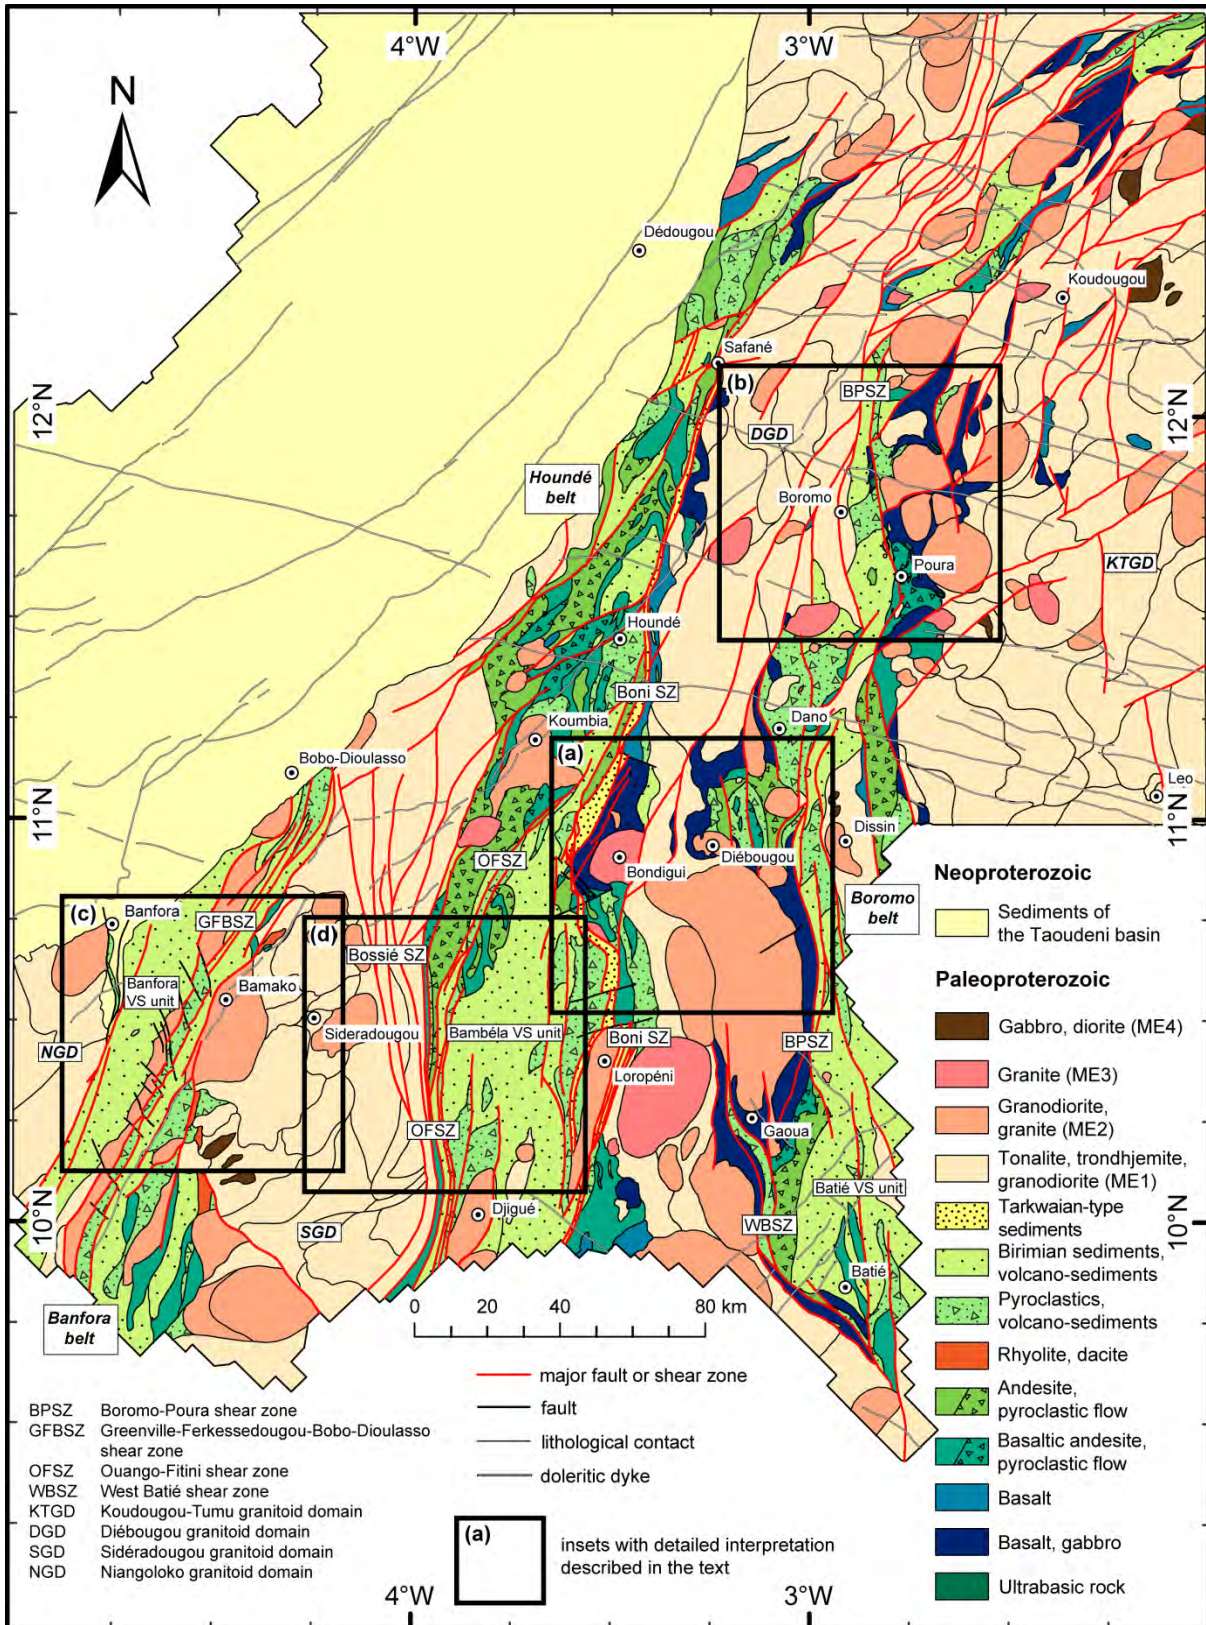 4°W
3°W
N
Dédougou
Koudougou
Safané
(b)
BPSZ
12°N
12°N
DGD
Houndé
belt
Boromo
Poura
KTGD
Houndé
Boni SZ
Koumbia
Dano
(a)
Bobo-Dioulasso
Leo
11°N
11°N
Dissin
OFSZ
Bondigui
Diébougou
Boromo
belt
(c)
Banfora
GFBSZ
(d)
Bossié SZ
Banfora
VS unit
Bamako
Sideradougou
Bambéla VS unit
NGD
Boni SZ
BPSZ
Loropéni
Gaoua
OFSZ
Batié VS unit
Djigué
SGD
WBSZ
10°N
10°N
Batié
Banfora
belt
0 20 40 80 km
Neoproterozoic
Sediments of
the Taoudeni basin
Paleoproterozoic
Gabbro, diorite (ME4)
Granite (ME3)
Granodiorite,
granite (ME2)
Tonalite, trondhjemite,
granodiorite (ME1)
Tarkwaian-type
sediments
Birimian sediments,
volcano-sediments
Pyroclastics,
volcano-sediments
Rhyolite, dacite
Andesite,
pyroclastic flow
Basaltic andesite,
pyroclastic flow
Basalt
Basalt, gabbro
Ultrabasic rock
major fault or shear zone
fault
lithological contact
doleritic dyke
(a)
insets with detailed interpretation
described in the text
BPSZ Boromo-Poura shear zone
GFBSZ Greenville-Ferkessedougou-Bobo-Dioulasso
shear zone
OFSZ Ouango-Fitini shear zone
WBSZ West Batié shear zone
KTGD Koudougou-Tumu granitoid domain
DGD Diébougou granitoid domain
SGD Sidéradougou granitoid domain
NGD Niangoloko granitoid domain
4°W
3°W